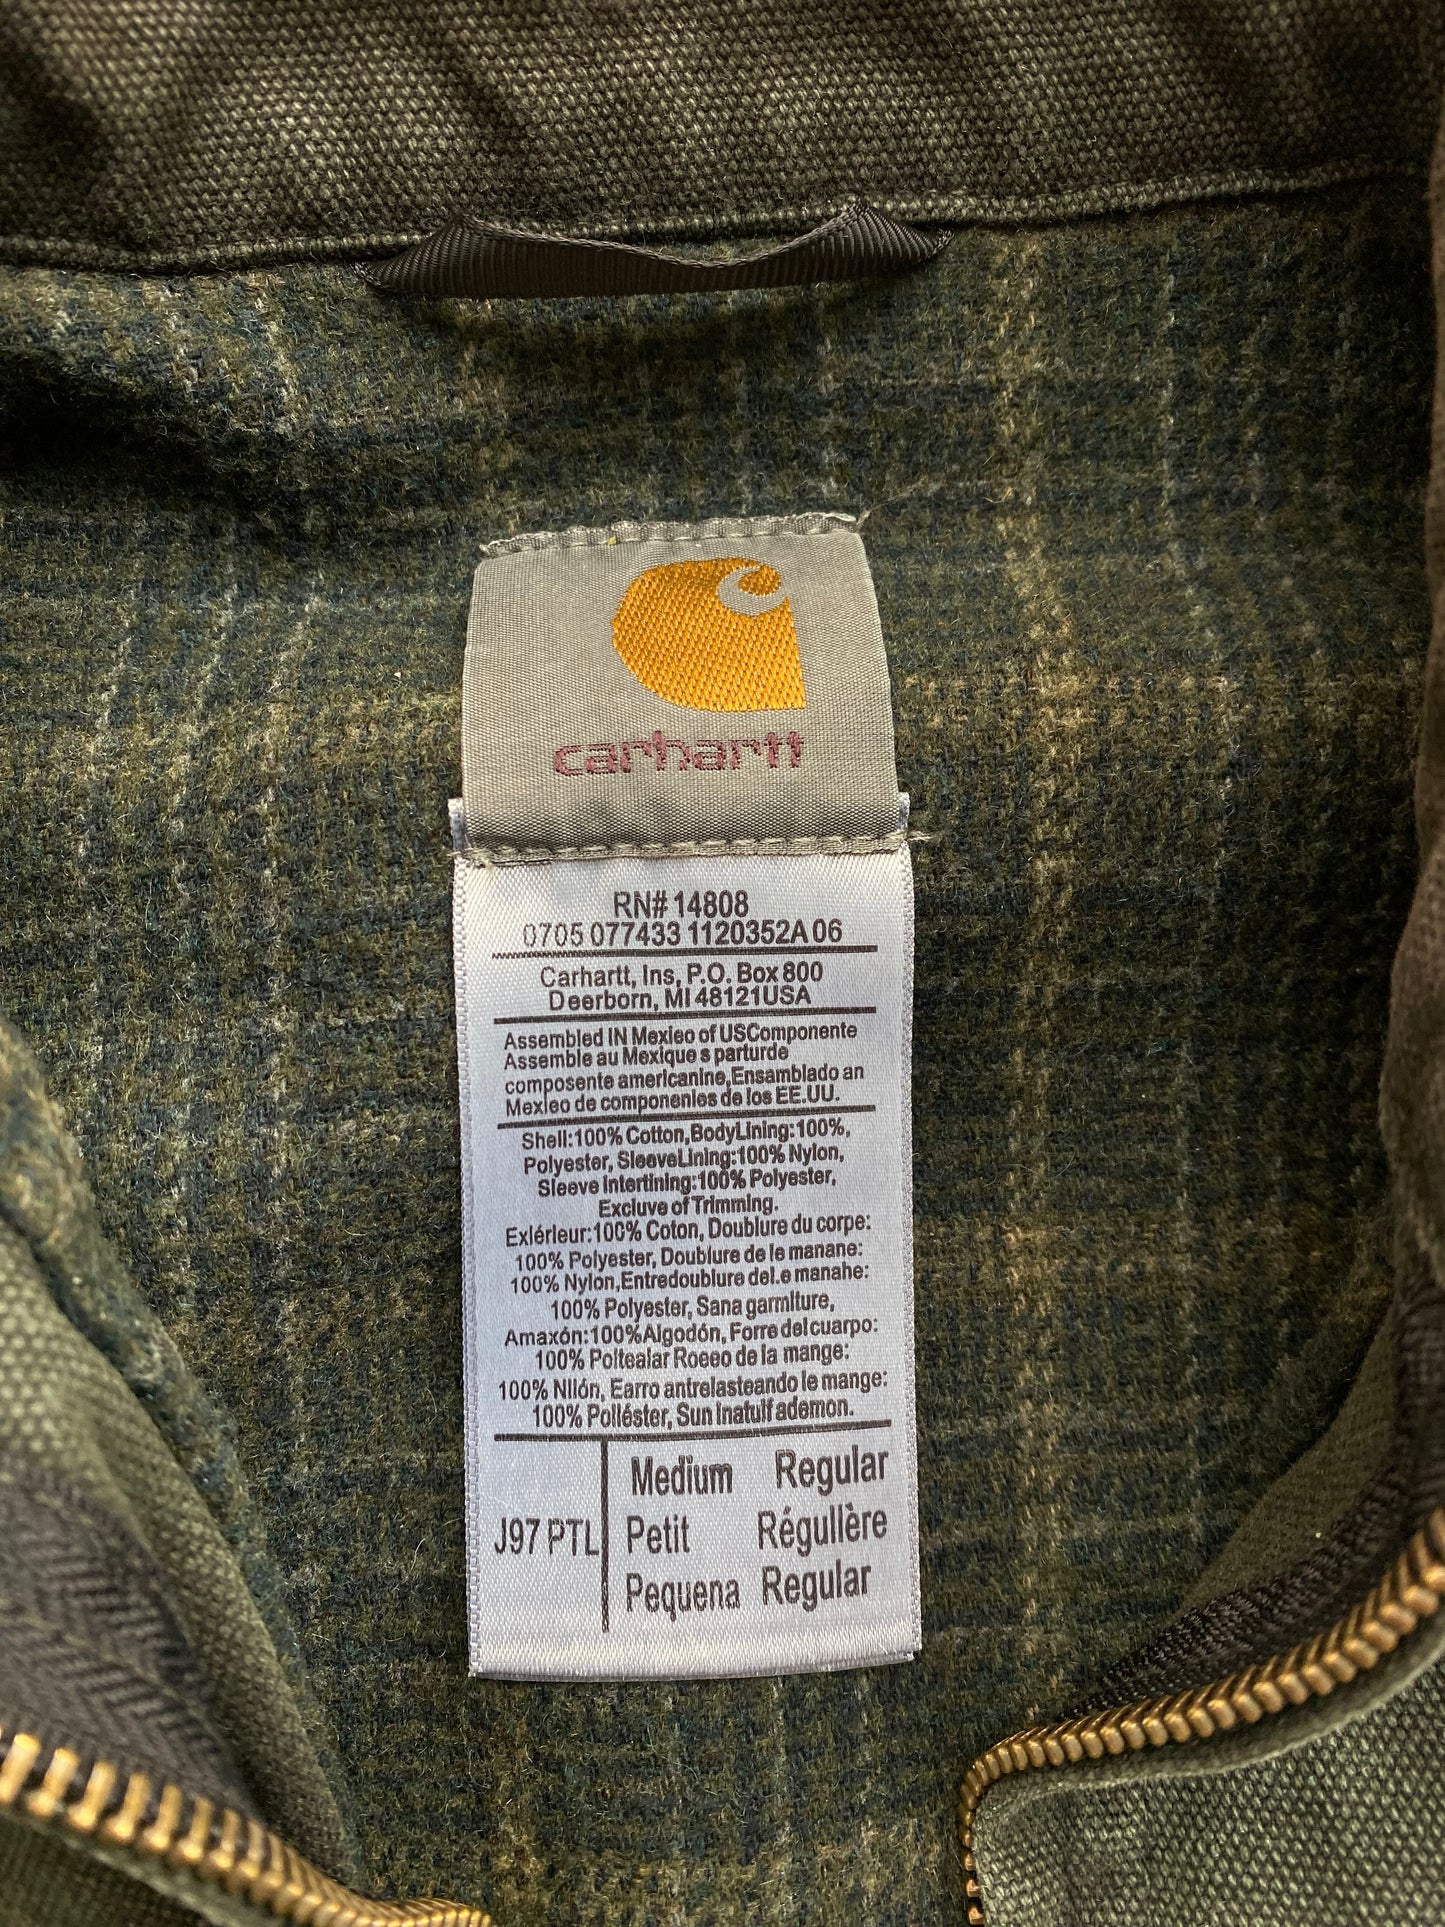 carhartt
RN# 14808
0705 077433 1120352A 06
Carhartt, Ins, P.O. Box 800
Deerborn, MI 48121USA
Assembled IN Mexleo of USComponente
Assemble au Mexique s parturde
composente americanine,Ensamblado an
Mexleo de componenies de los EE.UU.
Shell:100% Cotton,BodyLining:100%,
Polyester, SleeveLining:100% Nylon,
Sleeve Intertining:100% Polyester,
Excluve of Trimming.
Exlérieur:100% Coton, Doublure du corpe:
100% Polyester, Doublure de le manane:
100% Nylon,Entredoublure del.e manahe:
100% Polyester, Sana garmiture,
Amaxón:100%Algodón, Forre del cuarpo:
100% Poltealar Roeeo de la mange:
100% Nllón, Earro antrelasteando le mange:
100% Polléster, Sun Inatulf ademon.
J97 PTL
Medium Regular
Petit Régullère
Pequena Regular